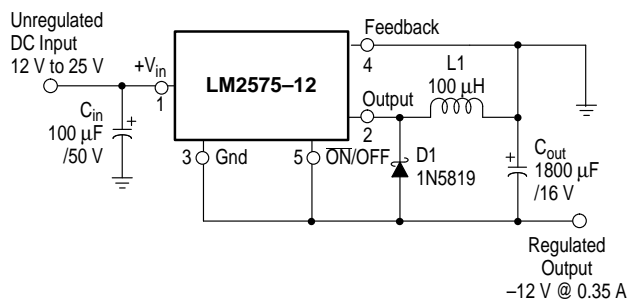 Unregulated
DC Input
12 V to 25 V
+Vin
1
Cin
100 µF
/50 V
+
LM2575–12
Feedback
4
Output
2
L1
100 µH
3
Gnd
5
ON/OFF
D1
1N5819
+
Cout
1800 µF
/16 V
Regulated
Output
–12 V @ 0.35 A